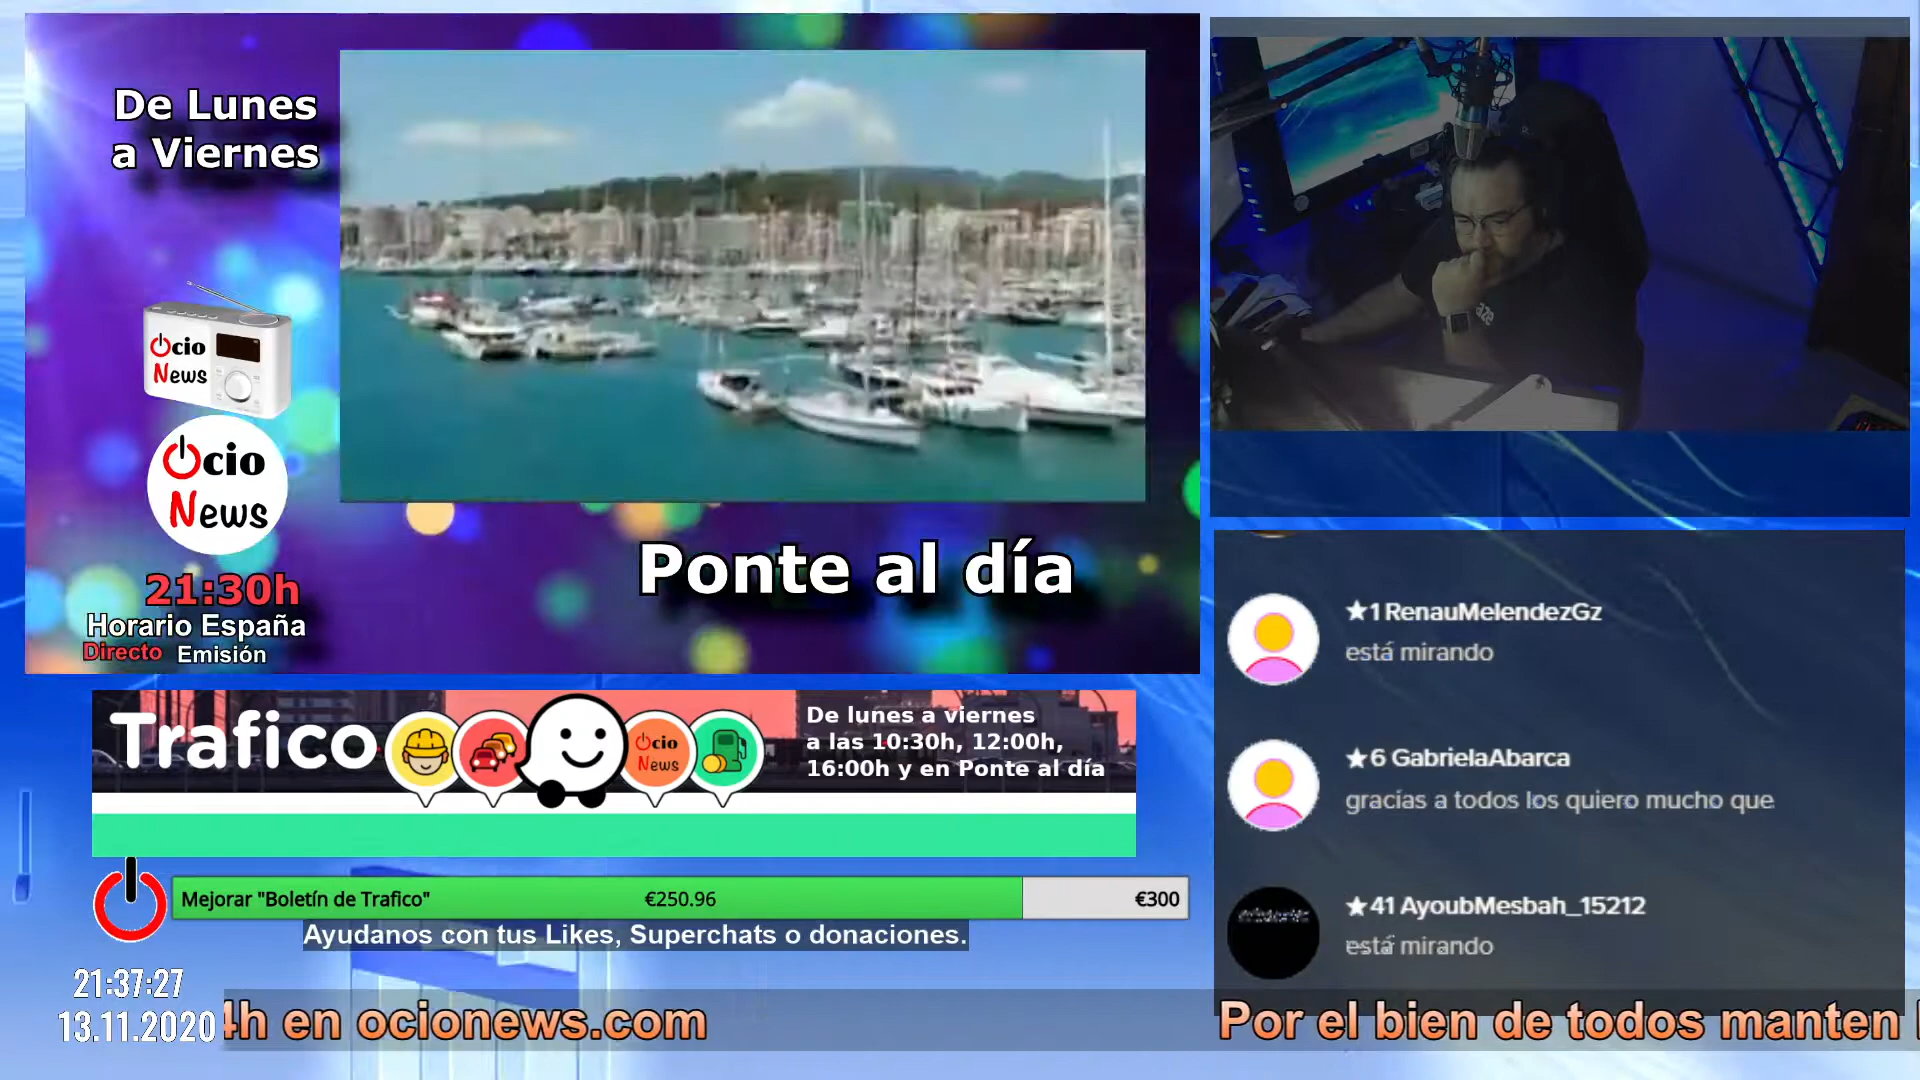 De Lunes
a Viernes
Ocio
News
Ocio
News
21:30h
Horario España
Directo Emisión
Ponte al día
Trafico
Ocio
News
De lunes a viernes
a las 10:30h, 12:00h,
16:00h y en Ponte al día
Mejorar "Boletín de Trafico"
€250.96
€300
Ayudanos con tus Likes, Superchats o donaciones.
21:37:27
13.11.2020
4h en ocionews.com
Por el bien de todos manten
★1 RenauMelendezGz
está mirando
★6 GabrielaAbarca
gracias a todos los quiero mucho que
★41 AyoubMesbah_15212
está mirando